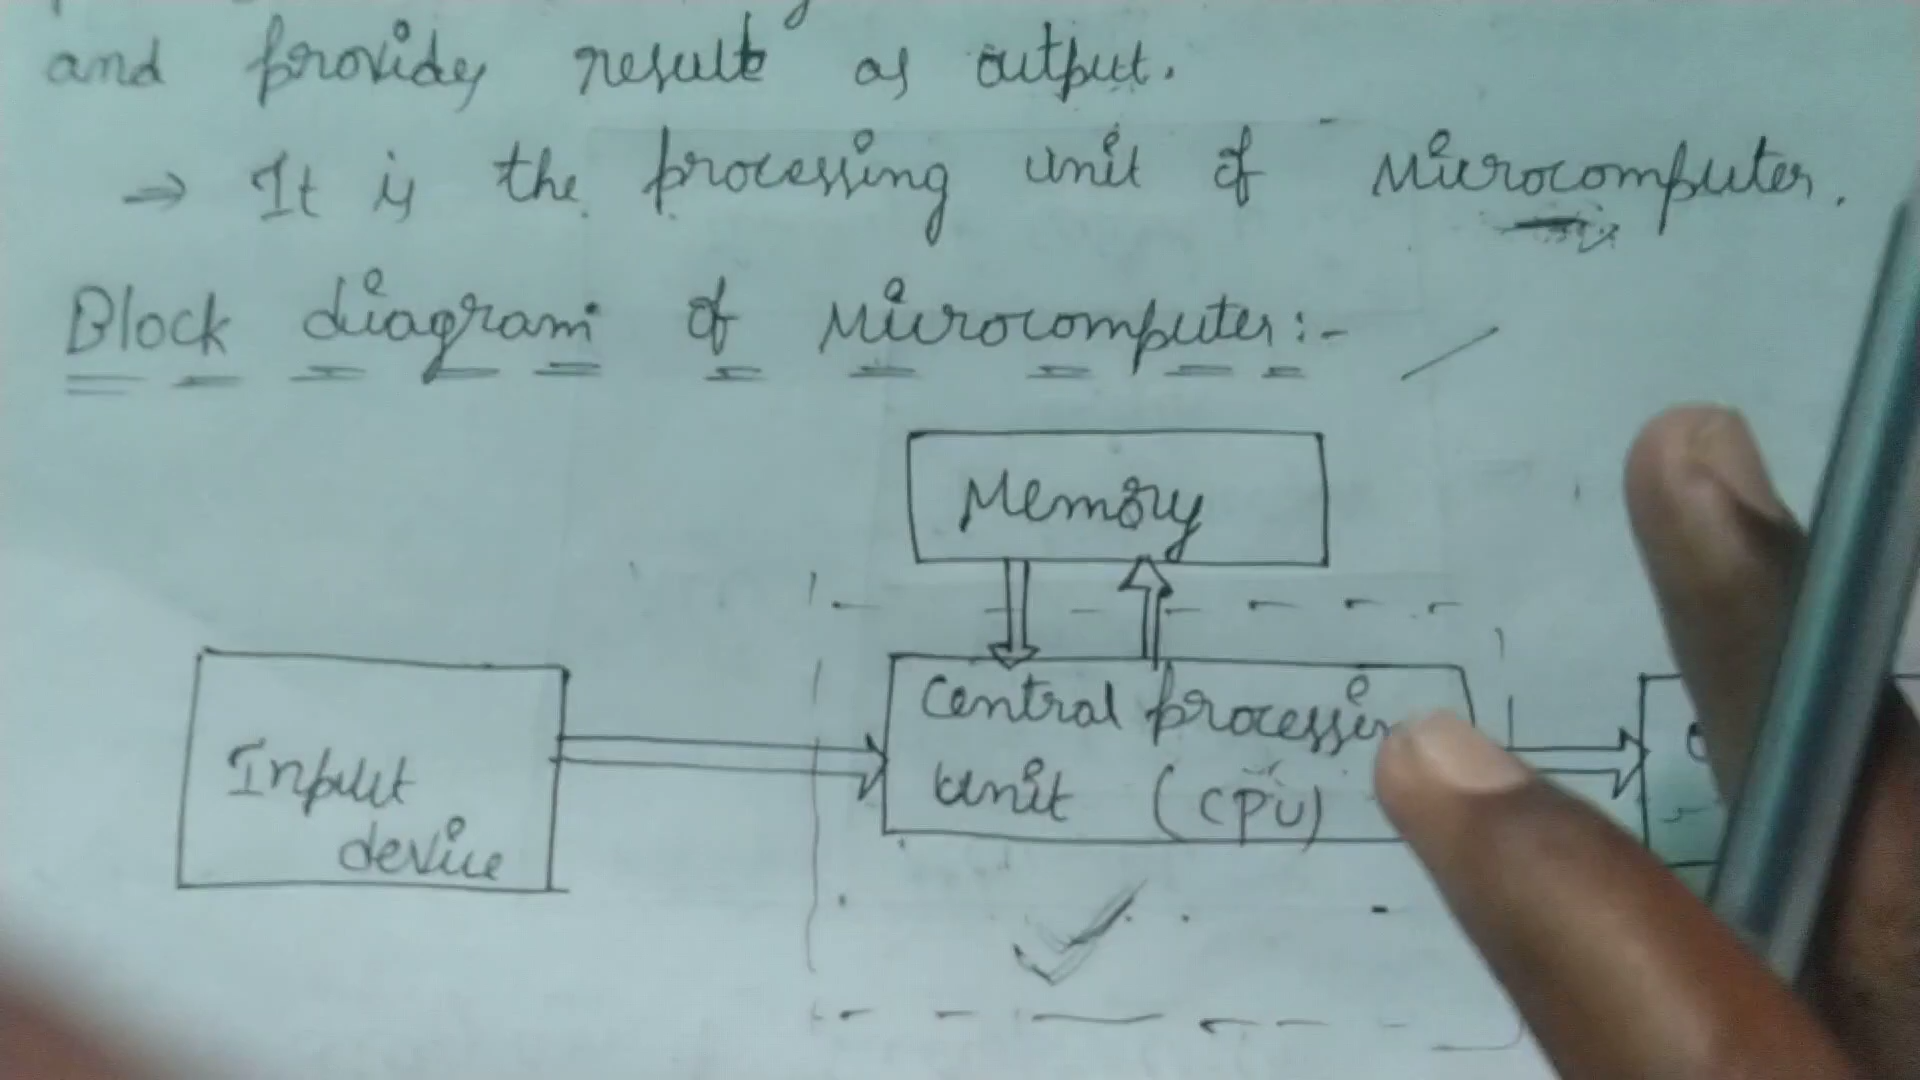 and provides result as output.
⇒ It is the processing unit of Microcomputer.
Block diagram of Microcomputer:-
Memory
Central processin
unit (CPU)
Input
device